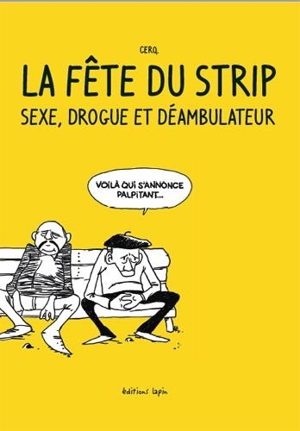 CERQ
LA FÊTE DU STRIP
SEXE, DROGUE ET DÉAMBULATEUR
VOILÀ QUI S'ANNONCE
PALPITANT...
éditions lapin